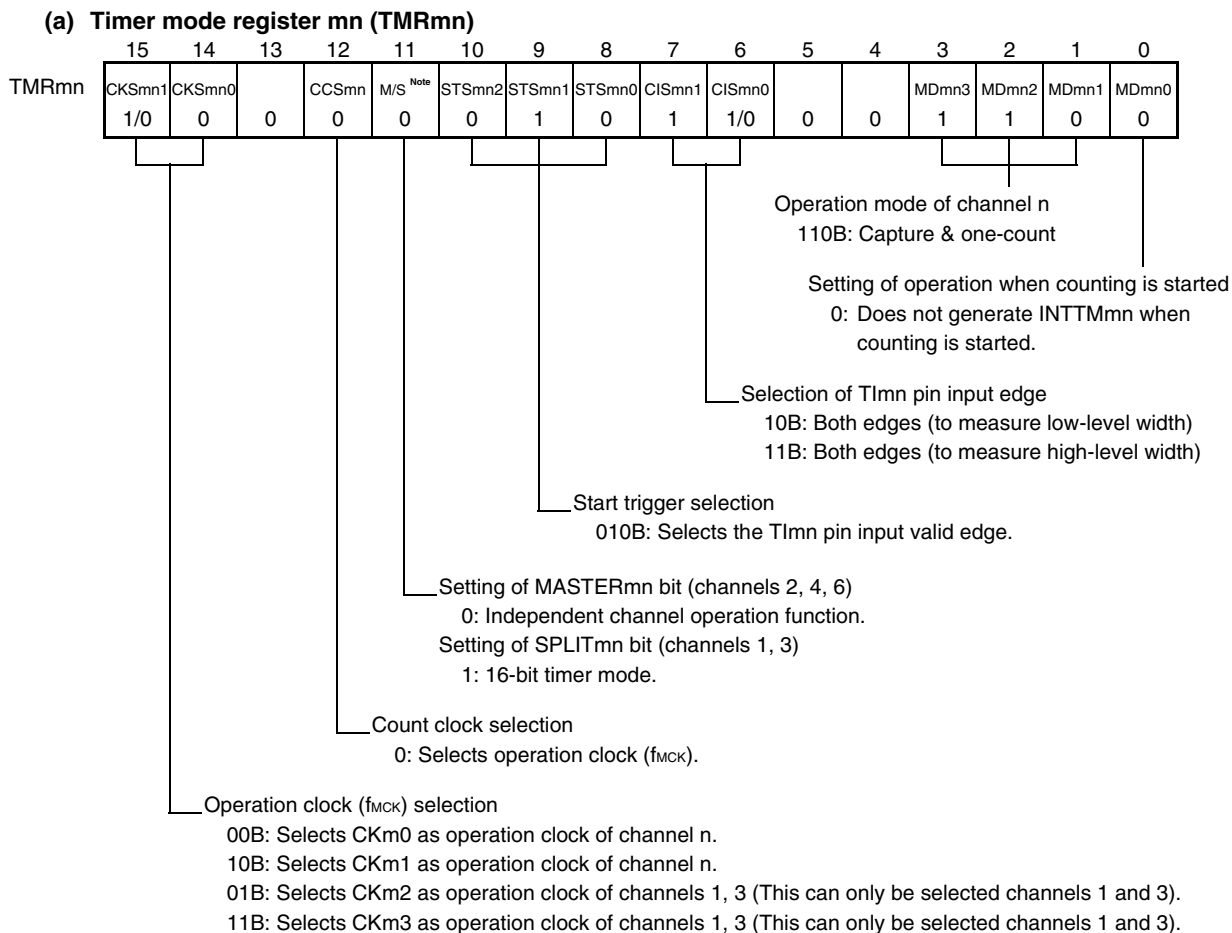 (a) Timer mode register mn (TMRmn)
15 14 13 12 11 10 9 8 7 6 5 4 3 2 1 0
TMRmn CKSmn1 CKSmn0 CCSmn M/S Note STSmn2 STSmn1 STSmn0 CISmn1 CISmn0 MDmn3 MDmn2 MDmn1 MDmn0
1/0 0 0 0 0 0 1 0 1 1/0 0 0 1 1 0 0
Operation mode of channel n
110B: Capture & one-count
Setting of operation when counting is started
0: Does not generate INTTMmn when
counting is started.
Selection of TImn pin input edge
10B: Both edges (to measure low-level width)
11B: Both edges (to measure high-level width)
Start trigger selection
010B: Selects the TImn pin input valid edge.
Setting of MASTERmn bit (channels 2, 4, 6)
0: Independent channel operation function.
Setting of SPLITmn bit (channels 1, 3)
1: 16-bit timer mode.
Count clock selection
0: Selects operation clock (fMCK).
Operation clock (fMCK) selection
00B: Selects CKm0 as operation clock of channel n.
10B: Selects CKm1 as operation clock of channel n.
01B: Selects CKm2 as operation clock of channels 1, 3 (This can only be selected channels 1 and 3).
11B: Selects CKm3 as operation clock of channels 1, 3 (This can only be selected channels 1 and 3).